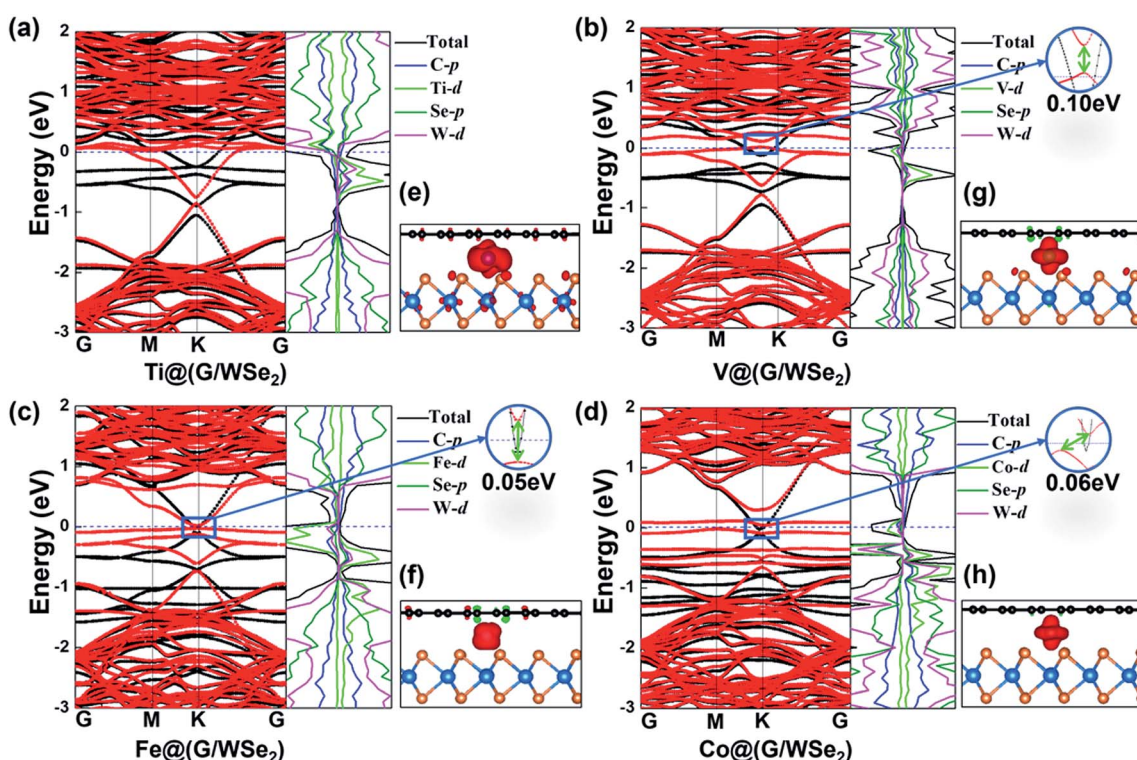 (a)
Energy (eV)
2
1
0
-1
-2
-3
G M K G
Ti@(G/WSe₂)
Total
C-p
Ti-d
Se-p
W-d
(e)
(b)
Energy (eV)
2
1
0
-1
-2
-3
G M K G
V@(G/WSe₂)
Total
C-p
V-d
Se-p
W-d
0.10eV
(g)
(c)
Energy (eV)
2
1
0
-1
-2
-3
G M K G
Fe@(G/WSe₂)
Total
C-p
Fe-d
Se-p
W-d
0.05eV
(f)
(d)
Energy (eV)
2
1
0
-1
-2
-3
G M K G
Co@(G/WSe₂)
Total
C-p
Co-d
Se-p
W-d
0.06eV
(h)